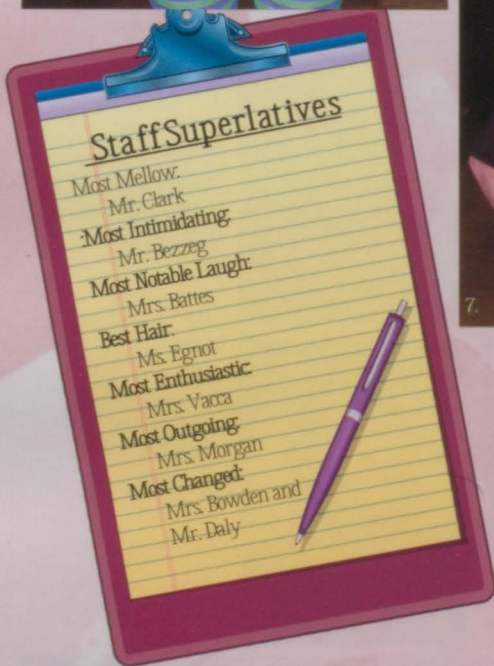 Staff Superlatives
Most Mellow:
Mr. Clark
:Most Intimidating:
Mr. Bezzeg
Most Notable Laugh:
Mrs. Battes
Best Hair:
Ms. Egnot
Most Enthusiastic:
Mrs. Vacca
Most Outgoing:
Mrs. Morgan
Most Changed:
Mrs. Bowden and
Mr. Daly
7.